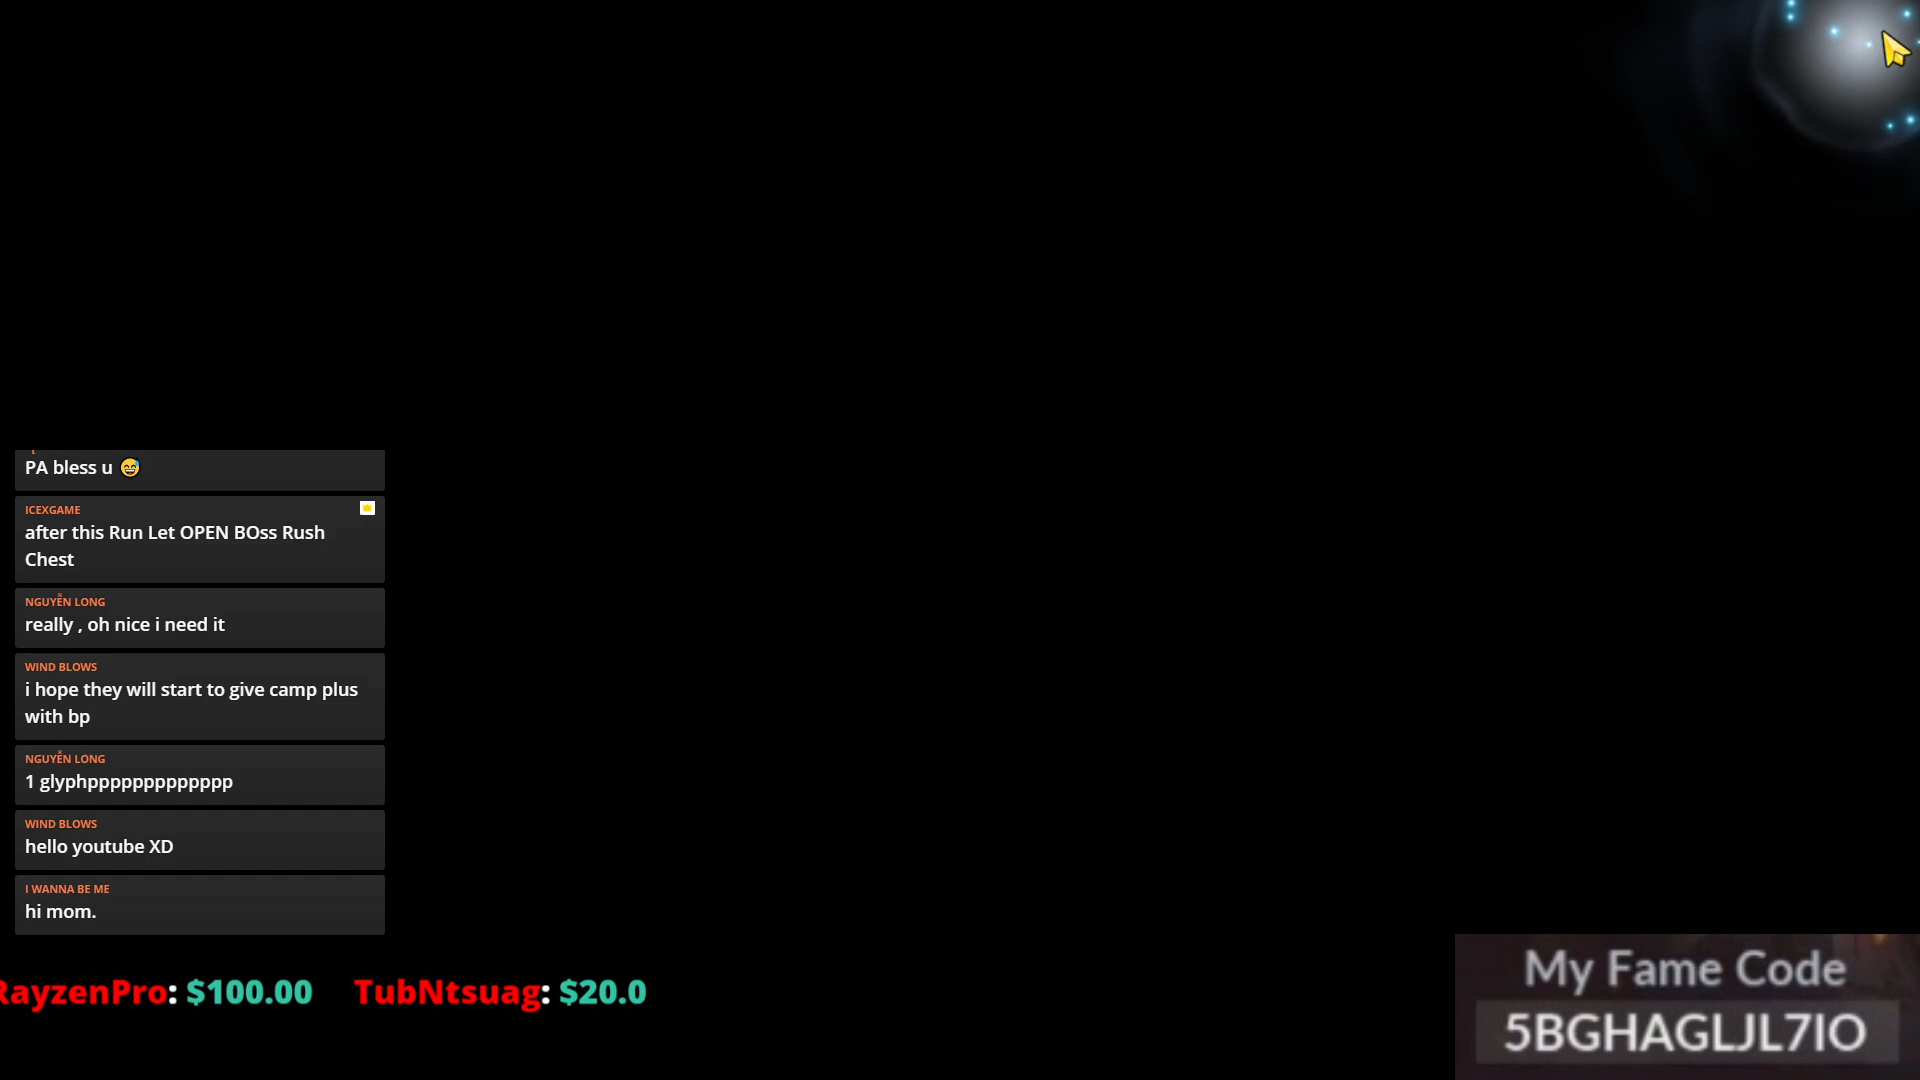 PA bless u 😅
ICEXGAME
after this Run Let OPEN BOss Rush
Chest
NGUYỄN LONG
really , oh nice i need it
WIND BLOWS
i hope they will start to give camp plus
with bp
NGUYỄN LONG
1 glyphppppppppppppp
WIND BLOWS
hello youtube XD
I WANNA BE ME
hi mom.
RayzenPro: $100.00 TubNtsuag: $20.0
My Fame Code
5BGHAGLJL7IO